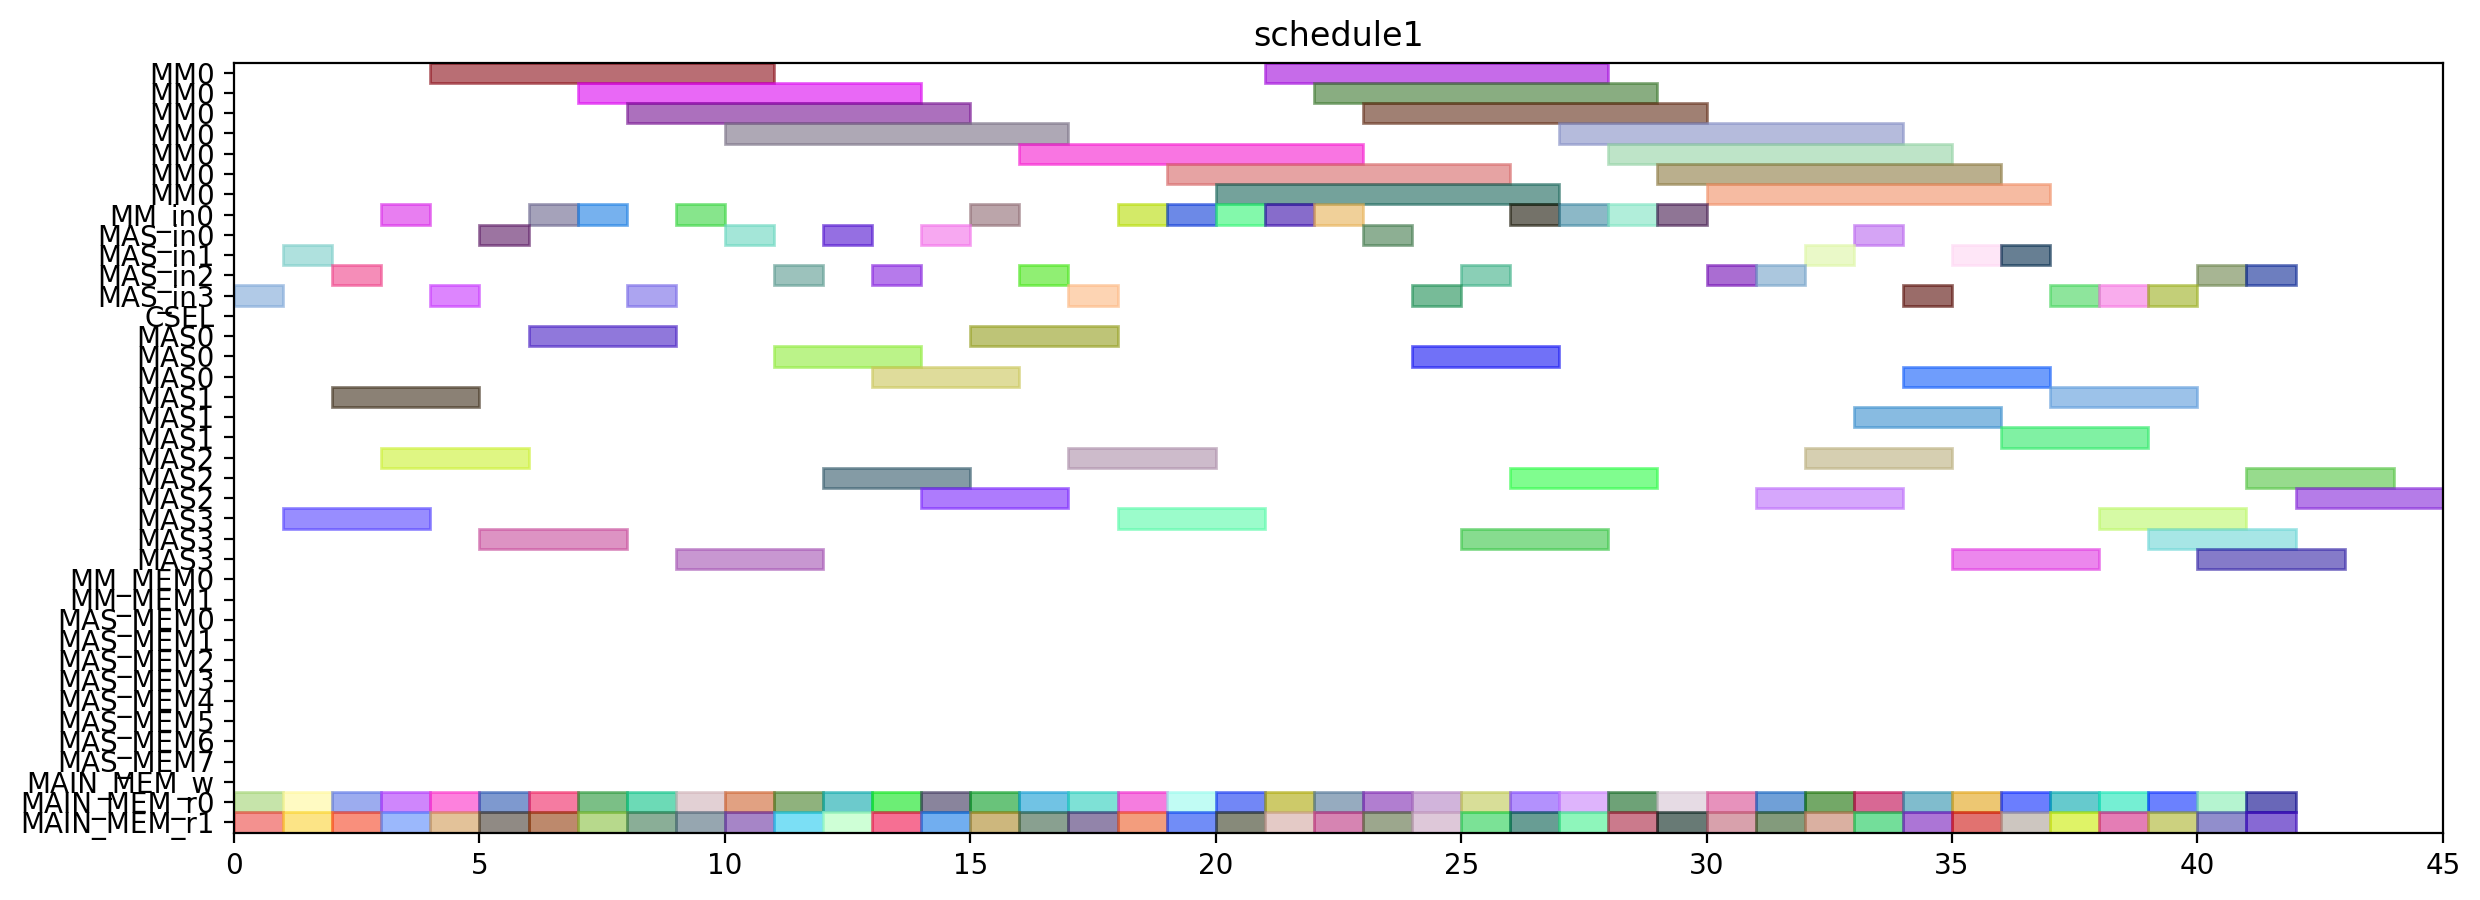 schedule1
MM0
MM0
MM0
MM0
MM0
MM0
MM0
MM_in0
MAS_in0
MAS_in1
MAS_in2
MAS_in3
CSEL
MAS0
MAS0
MAS0
MAS1
MAS1
MAS1
MAS2
MAS2
MAS2
MAS3
MAS3
MAS3
MM_MEM0
MM_MEM1
MAS_MEM0
MAS_MEM1
MAS_MEM2
MAS_MEM3
MAS_MEM4
MAS_MEM5
MAS_MEM6
MAS_MEM7
MAIN_MEM_w
MAIN_MEM_r0
MAIN_MEM_r1
0 5 10 15 20 25 30 35 40 45